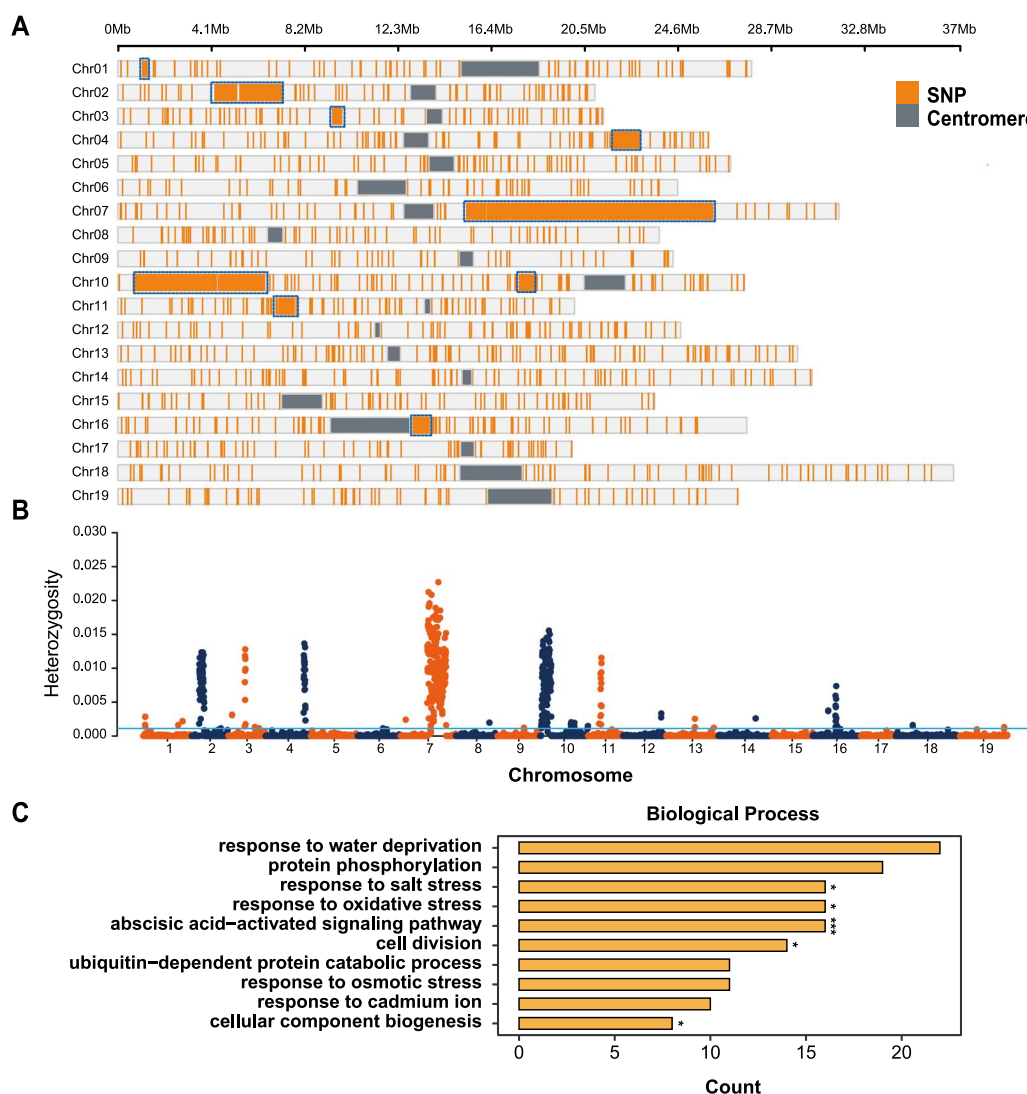 A
0Mb 4.1Mb 8.2Mb 12.3Mb 16.4Mb 20.5Mb 24.6Mb 28.7Mb 32.8Mb 37Mb
Chr01
Chr02
Chr03
Chr04
Chr05
Chr06
Chr07
Chr08
Chr09
Chr10
Chr11
Chr12
Chr13
Chr14
Chr15
Chr16
Chr17
Chr18
Chr19
SNP
Centromer
B
0.030
0.025
0.020
0.015
0.010
0.005
0.000
Heterozygosity
1 2 3 4 5 6 7 8 9 10 11 12 13 14 15 16 17 18 19
Chromosome
C
Biological Process
response to water deprivation
protein phosphorylation
response to salt stress *
response to oxidative stress *
abscisic acid−activated signaling pathway ***
cell division *
ubiquitin−dependent protein catabolic process
response to osmotic stress
response to cadmium ion
cellular component biogenesis *
0 5 10 15 20
Count